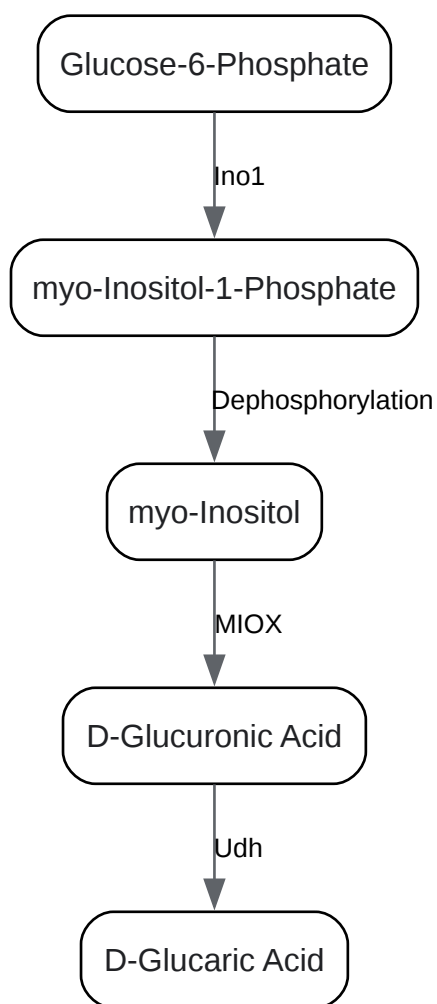 Glucose-6-Phosphate
Ino1
myo-Inositol-1-Phosphate
Dephosphorylation
myo-Inositol
MIOX
D-Glucuronic Acid
Udh
D-Glucaric Acid